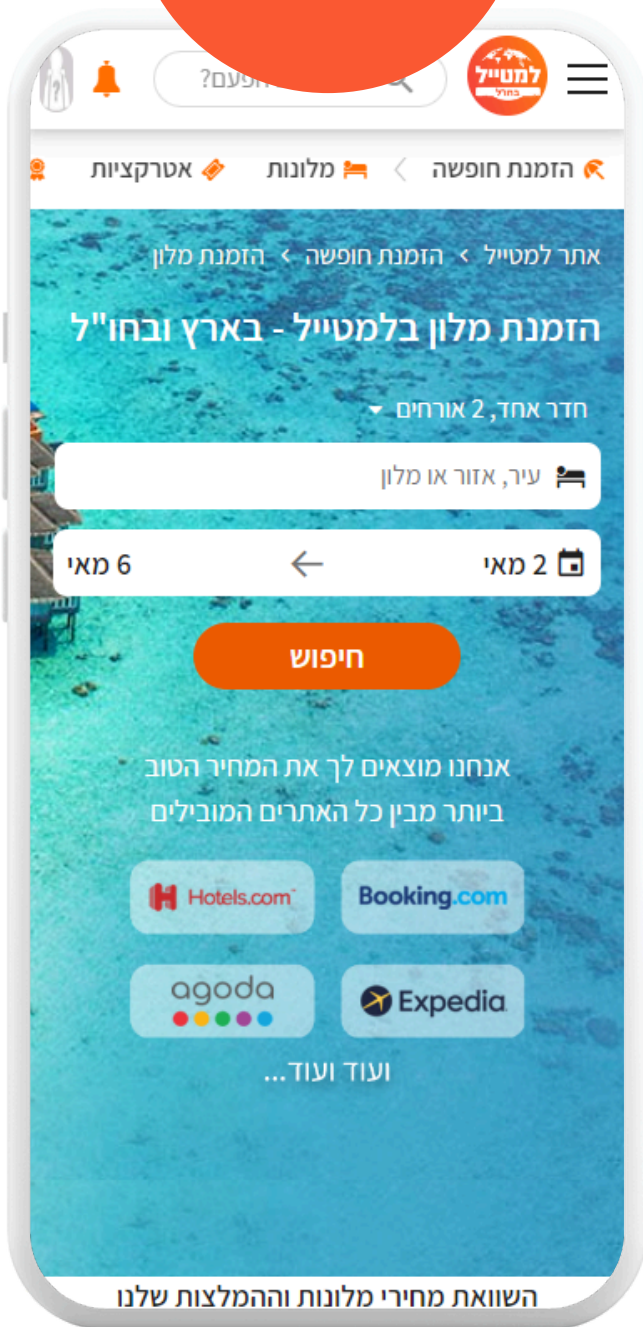 למטייל
בחו"ל
הפעם?
הזמנת חופשה
מלונות
אטרקציות
אתר למטייל > הזמנת חופשה > הזמנת מלון
הזמנת מלון בלמטייל - בארץ ובחו"ל
חדר אחד, 2 אורחים
עיר, אזור או מלון
2 מאי ← 6 מאי
חיפוש
אנחנו מוצאים לך את המחיר הטוב
ביותר מבין כל האתרים המובילים
Booking.com
Hotels.com
Expedia
agoda
ועוד ועוד...
השוואת מחירי מלונות וההמלצות שלנו